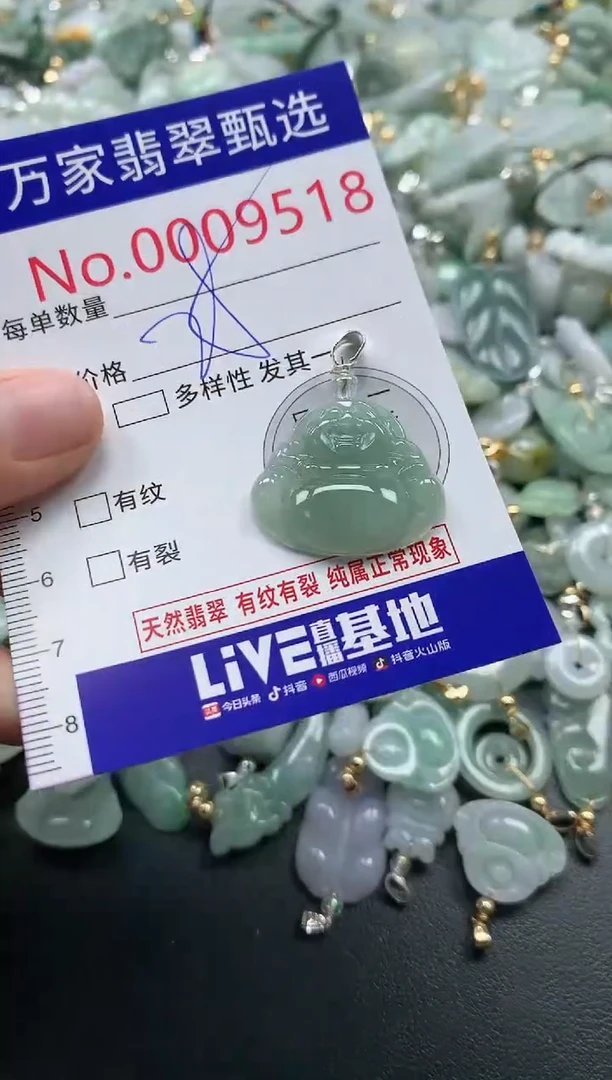 万家翡翠甄选
No.0009518
每单数量
价格
多样性 发其一
有纹
有裂
天然翡翠 有纹有裂 纯属正常现象
LiVE直播基地
今日头条 抖音 西瓜视频 抖音火山版
5
6
7
8